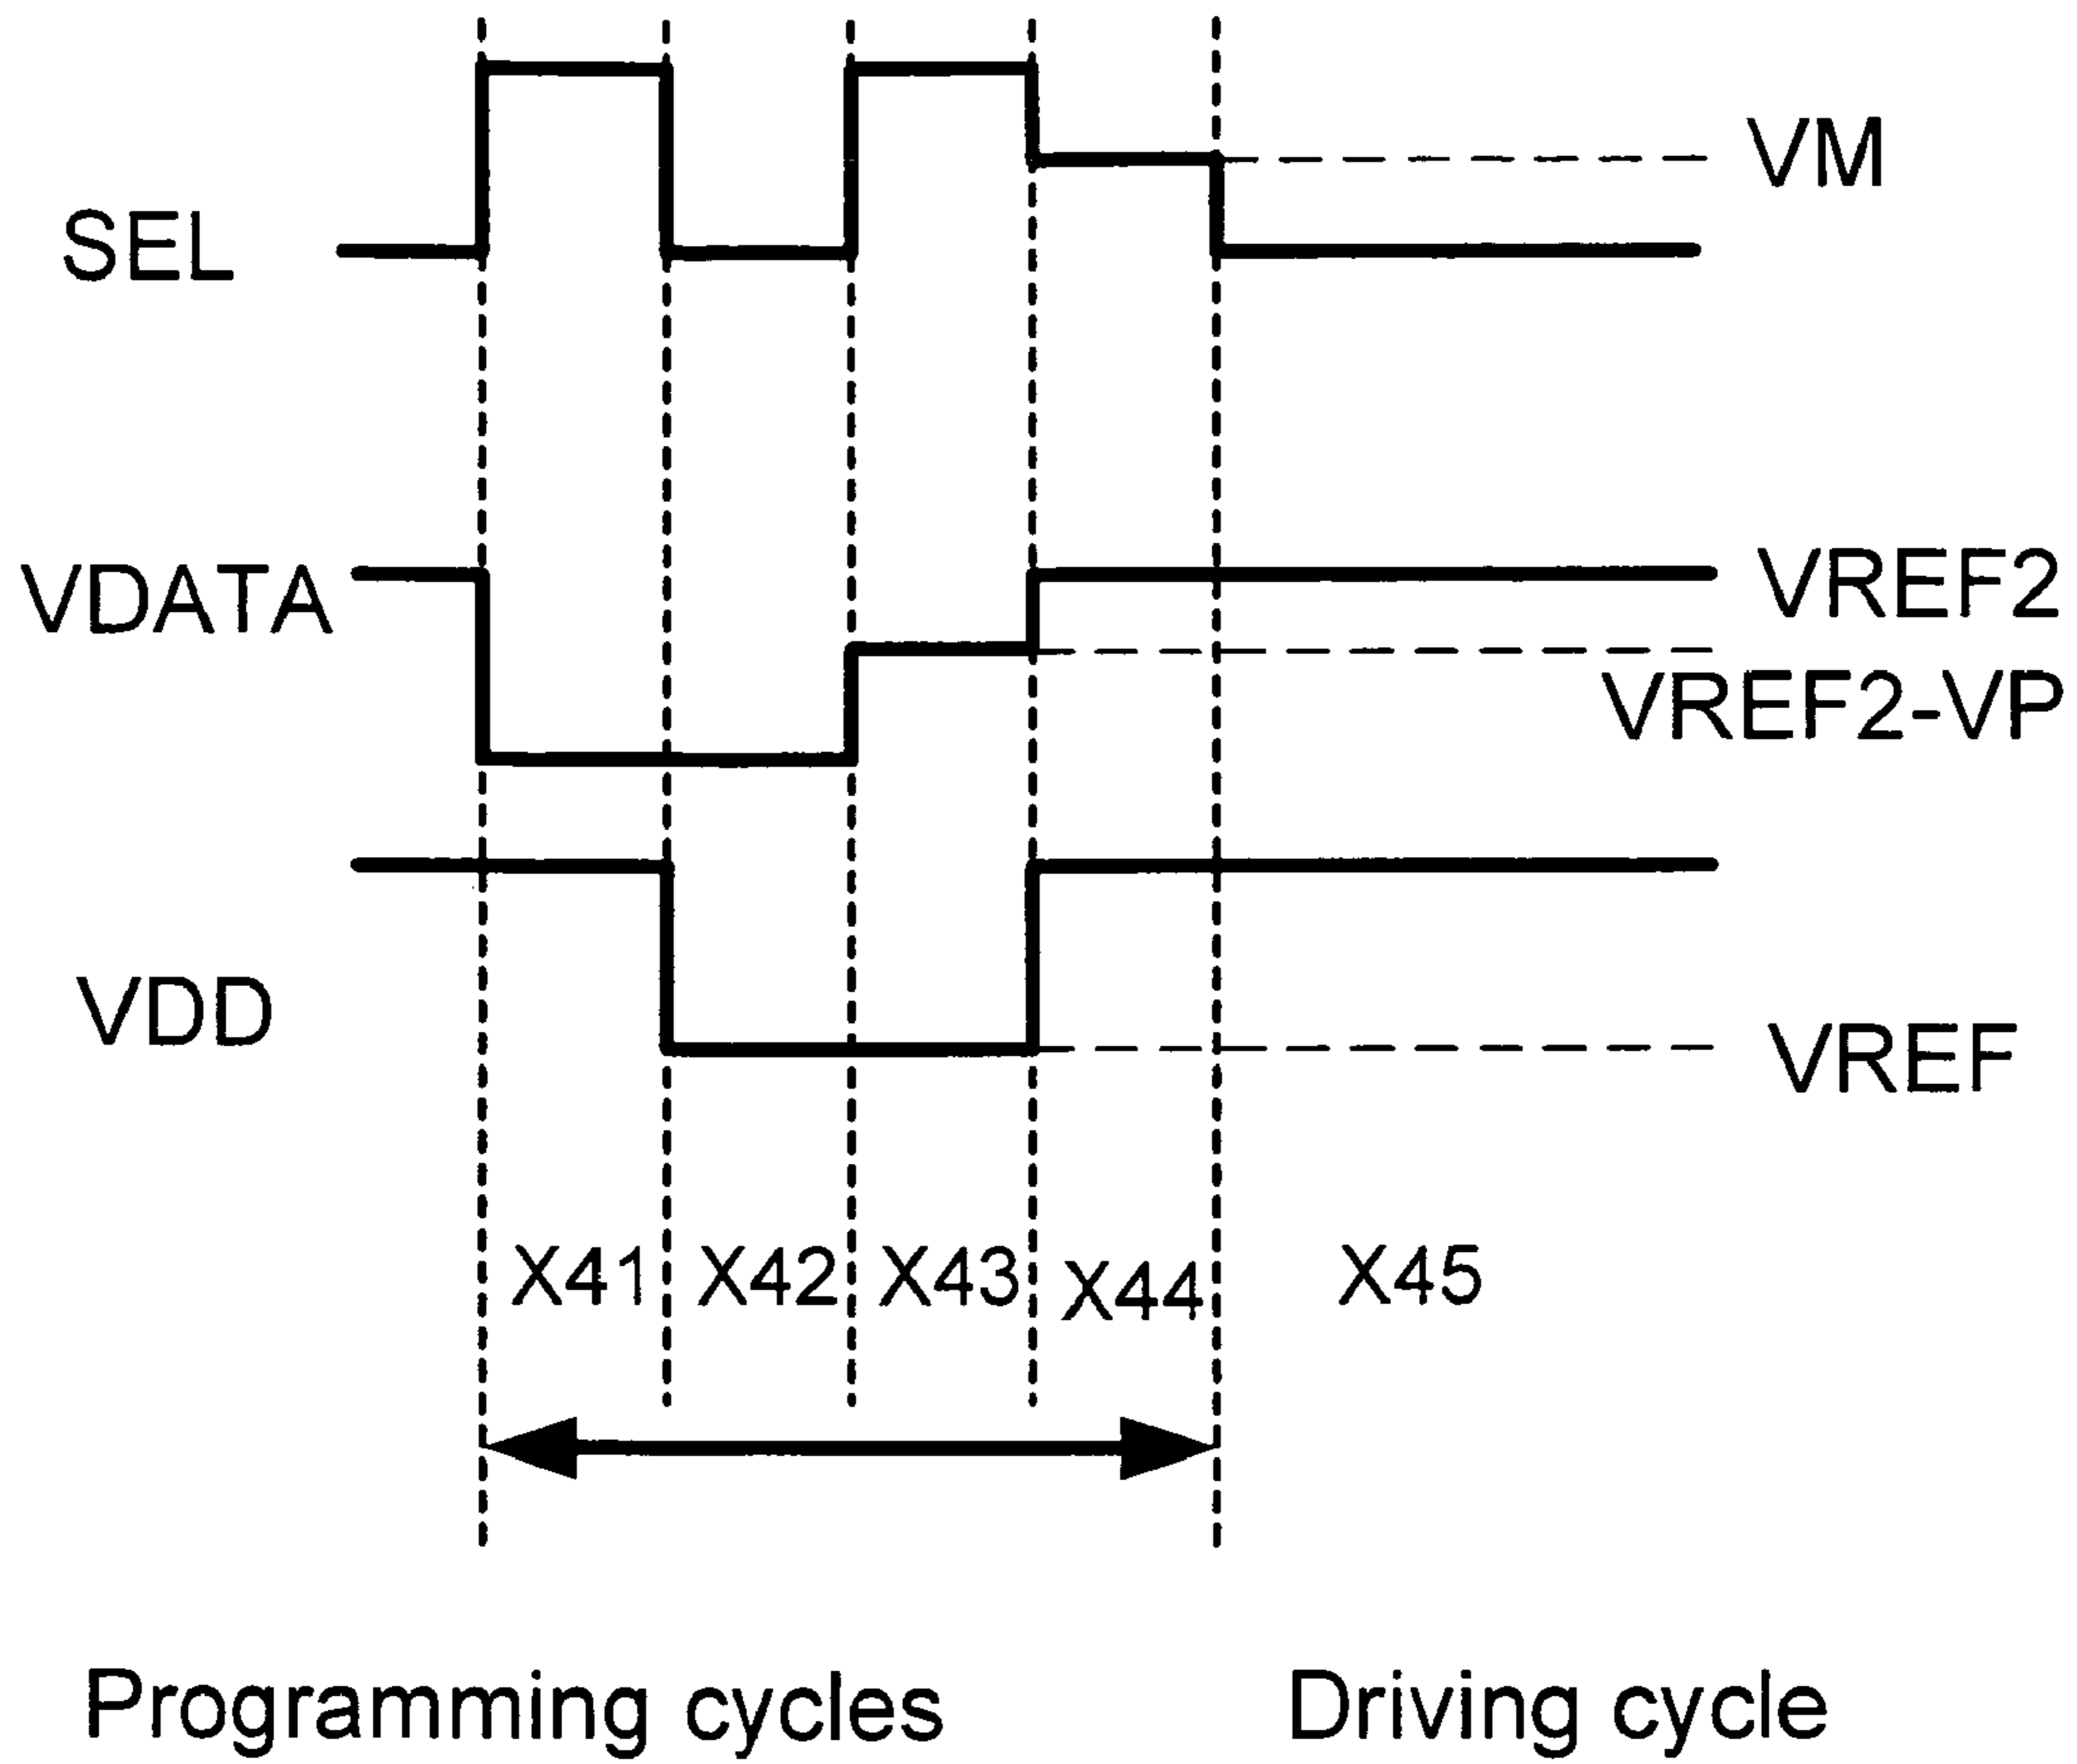 VM
SEL
VREF2
VDATA
VREF2-VP
VDD
VREF
X41 X42 X43 X44 X45
Programming cycles
Driving cycle